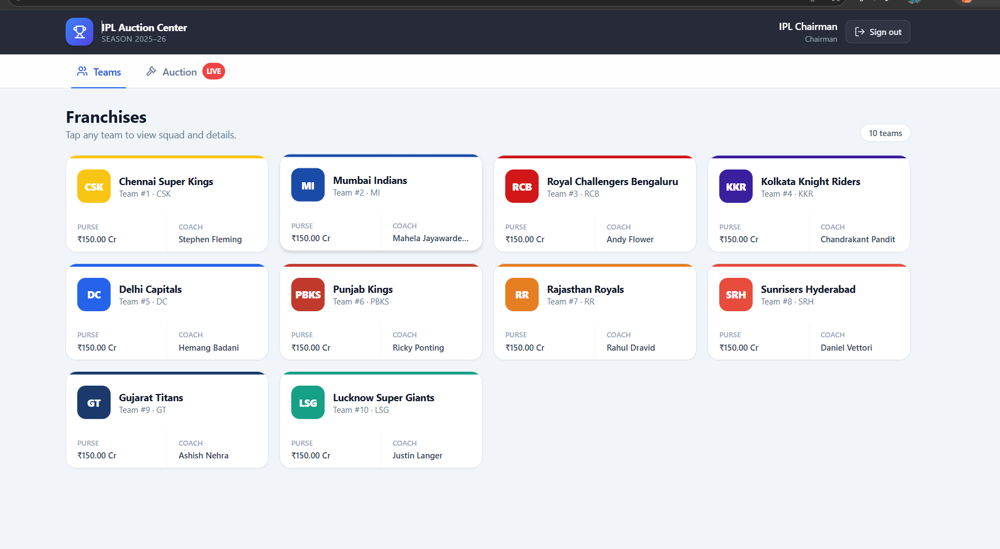 IPL Auction Center
SEASON 2025–26
IPL Chairman
Chairman
Sign out
Teams
Auction
LIVE
Franchises
Tap any team to view squad and details.
10 teams
CSK
Chennai Super Kings
Team #1 · CSK
PURSE
₹150.00 Cr
COACH
Stephen Fleming
MI
Mumbai Indians
Team #2 · MI
PURSE
₹150.00 Cr
COACH
Mahela Jayawarde...
RCB
Royal Challengers Bengaluru
Team #3 · RCB
PURSE
₹150.00 Cr
COACH
Andy Flower
KKR
Kolkata Knight Riders
Team #4 · KKR
PURSE
₹150.00 Cr
COACH
Chandrakant Pandit
DC
Delhi Capitals
Team #5 · DC
PURSE
₹150.00 Cr
COACH
Hemang Badani
PBKS
Punjab Kings
Team #6 · PBKS
PURSE
₹150.00 Cr
COACH
Ricky Ponting
RR
Rajasthan Royals
Team #7 · RR
PURSE
₹150.00 Cr
COACH
Rahul Dravid
SRH
Sunrisers Hyderabad
Team #8 · SRH
PURSE
₹150.00 Cr
COACH
Daniel Vettori
GT
Gujarat Titans
Team #9 · GT
PURSE
₹150.00 Cr
COACH
Ashish Nehra
LSG
Lucknow Super Giants
Team #10 · LSG
PURSE
₹150.00 Cr
COACH
Justin Langer